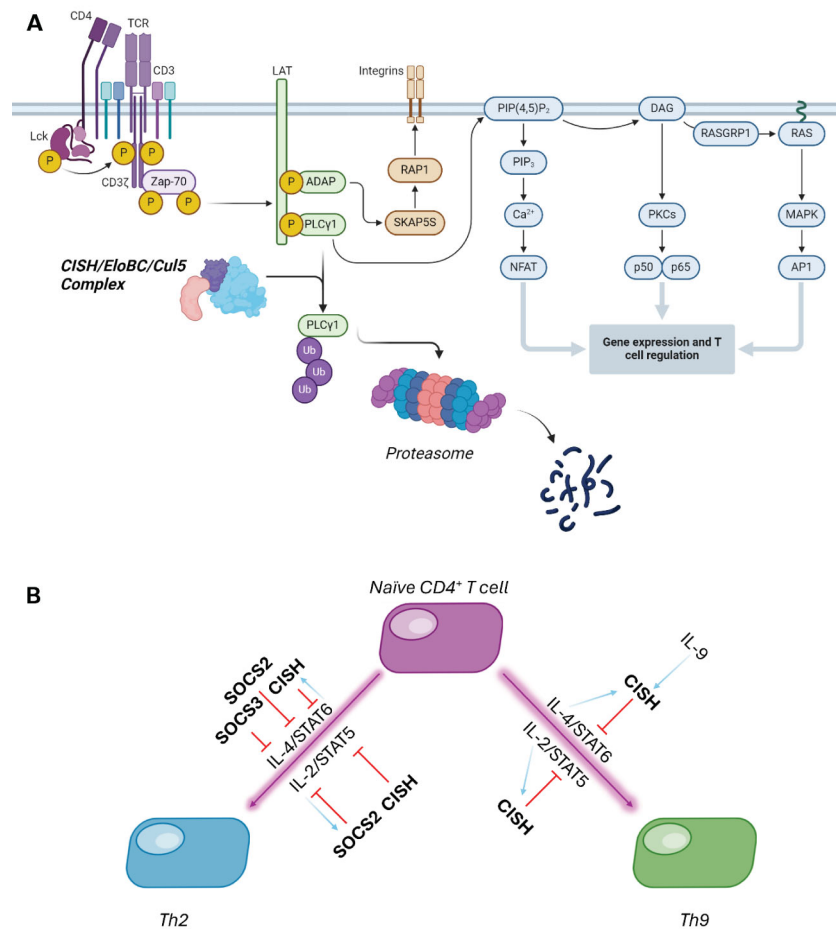 A
CD4
TCR
CD3
LAT
Integrins
PIP(4,5)P₂
DAG
RASGRP1
RAS
Lck
P
P
P
CD3ζ
Zap-70
P
P
P
ADAP
P
PLCγ1
RAP1
SKAP5S
PIP₃
Ca²⁺
NFAT
PKCs
p50
p65
MAPK
AP1
CISH/EloBC/Cul5
Complex
PLCγ1
Ub
Ub
Ub
Gene expression and T
cell regulation
Proteasome
B
Naïve CD4⁺ T cell
SOCS2
SOCS3
CISH
IL-4/STAT6
IL-2/STAT5
SOCS2
CISH
IL-9
CISH
IL-4/STAT6
IL-2/STAT5
CISH
Th2
Th9